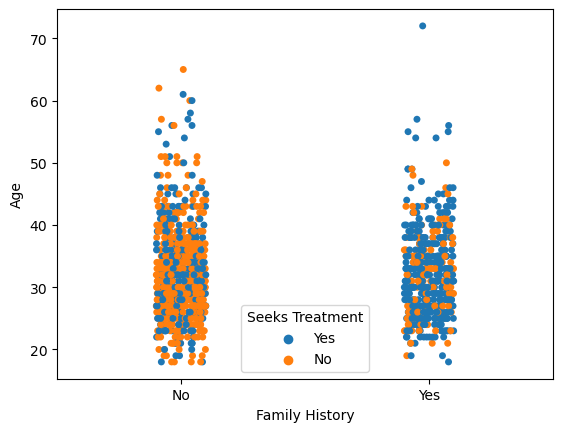 70
60
50
40
30
20
Age
No
Yes
Family History
Seeks Treatment
Yes
No